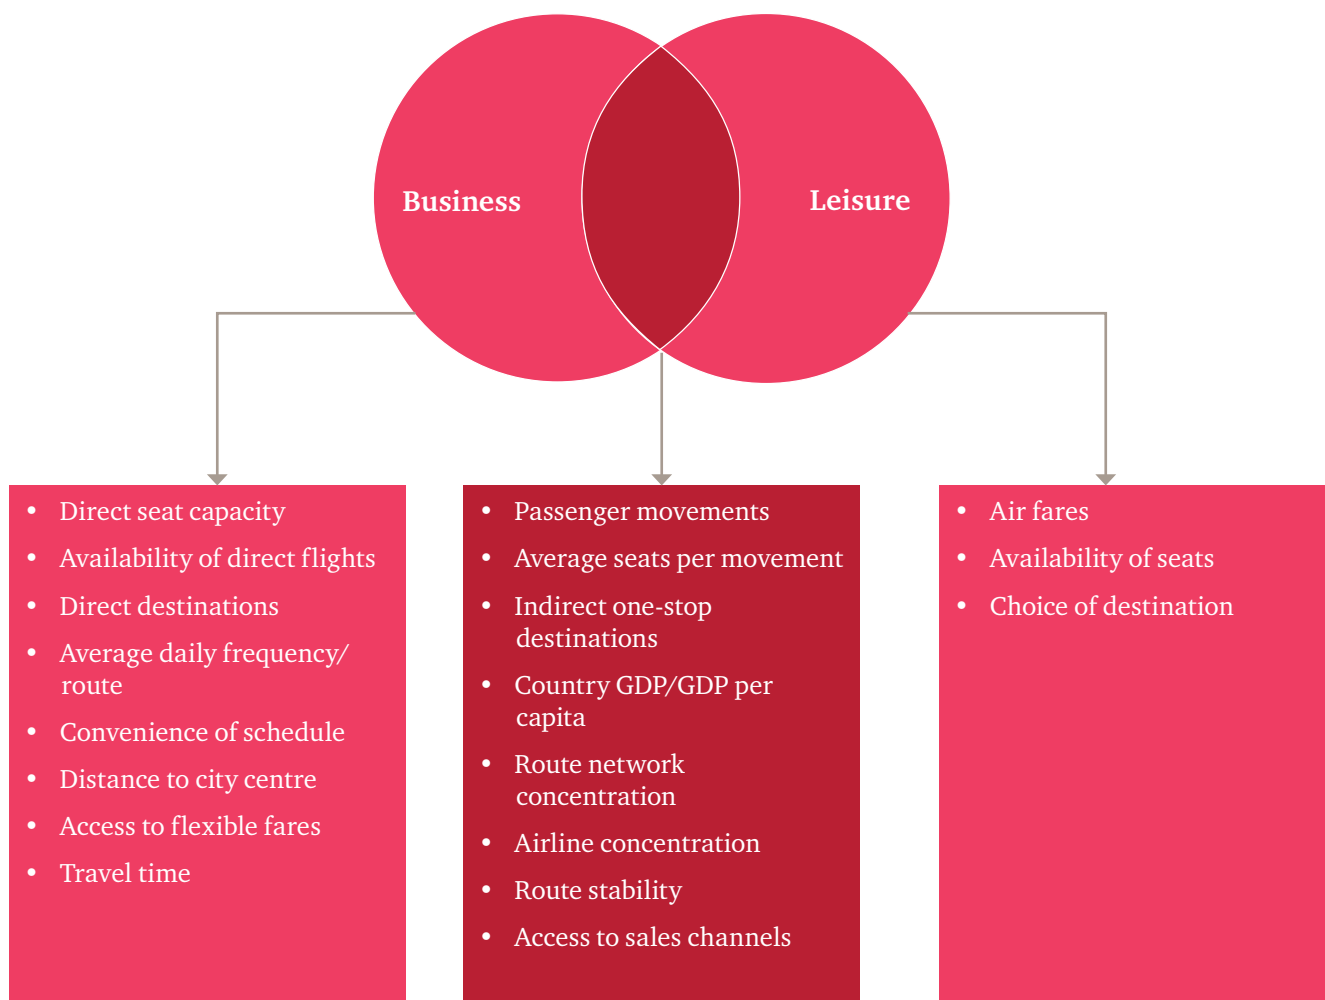 Business
Leisure
• Direct seat capacity
• Availability of direct flights
• Direct destinations
• Average daily frequency/
route
• Convenience of schedule
• Distance to city centre
• Access to flexible fares
• Travel time
• Passenger movements
• Average seats per movement
• Indirect one-stop
destinations
• Country GDP/GDP per
capita
• Route network
concentration
• Airline concentration
• Route stability
• Access to sales channels
• Air fares
• Availability of seats
• Choice of destination